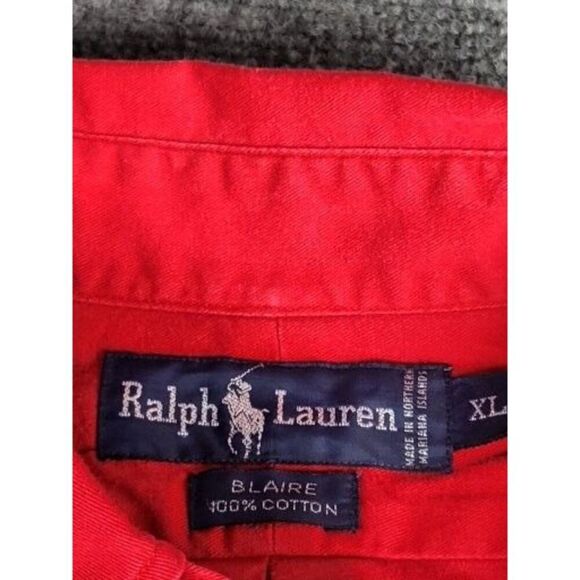 Ralph Lauren
MADE IN NORTHERN
MARIANA ISLANDS
XL
BLAIRE
100% COTTON